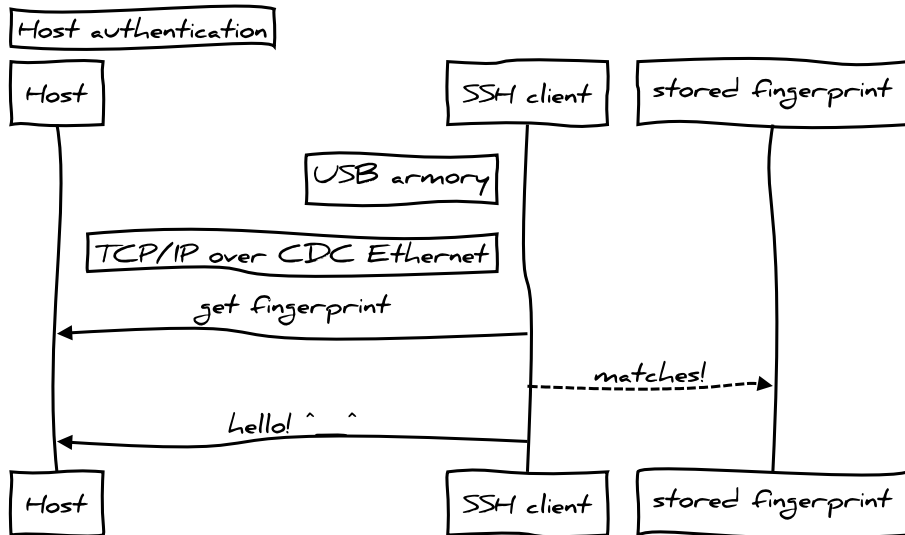 Host authentication
Host
SSH client
stored fingerprint
USB armory
TCP/IP over CDC Ethernet
get fingerprint
matches!
hello! ^__^
Host
SSH client
stored fingerprint